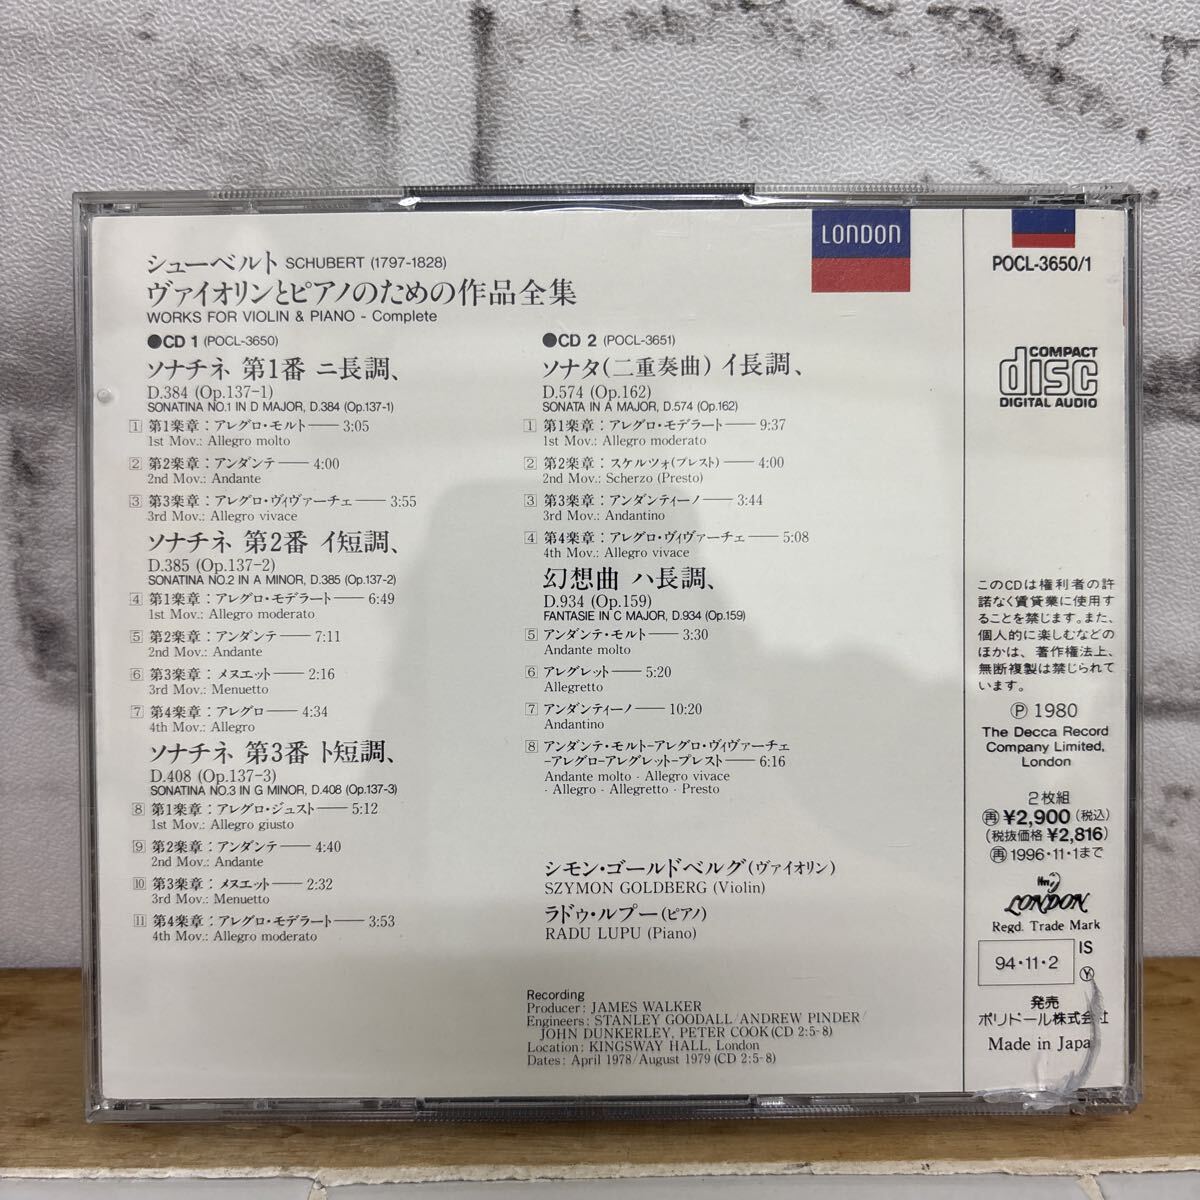 シューベルト SCHUBERT (1797-1828)
ヴァイオリンとピアノのための作品全集
WORKS FOR VIOLIN & PIANO - Complete
●CD 1 (POCL-3650)
ソナチネ 第1番 ニ長調、
D.384 (Op.137-1)
SONATINA NO.1 IN D MAJOR, D.384 (Op.137-1)
1 第1楽章：アレグロ・モルト—— 3:05
1st Mov.: Allegro molto
2 第2楽章：アンダンテ—— 4:00
2nd Mov.: Andante
3 第3楽章：アレグロ・ヴィヴァーチェ—— 3:55
3rd Mov.: Allegro vivace
ソナチネ 第2番 イ短調、
D.385 (Op.137-2)
SONATINA NO.2 IN A MINOR, D.385 (Op.137-2)
4 第1楽章：アレグロ・モデラート—— 6:49
1st Mov.: Allegro moderato
5 第2楽章：アンダンテ—— 7:11
2nd Mov.: Andante
6 第3楽章：メヌエット—— 2:16
3rd Mov.: Menuetto
7 第4楽章：アレグロ—— 4:34
4th Mov.: Allegro
ソナチネ 第3番 ト短調、
D.408 (Op.137-3)
SONATINA NO.3 IN G MINOR, D.408 (Op.137-3)
8 第1楽章：アレグロ・ジュスト—— 5:12
1st Mov.: Allegro giusto
9 第2楽章：アンダンテ—— 4:40
2nd Mov.: Andante
10 第3楽章：メヌエット—— 2:32
3rd Mov.: Menuetto
11 第4楽章：アレグロ・モデラート—— 3:53
4th Mov.: Allegro moderato
●CD 2 (POCL-3651)
ソナタ(二重奏曲) イ長調、
D.574 (Op.162)
SONATA IN A MAJOR, D.574 (Op.162)
1 第1楽章：アレグロ・モデラート—— 9:37
1st Mov.: Allegro moderato
2 第2楽章：スケルツォ(プレスト)—— 4:00
2nd Mov.: Scherzo (Presto)
3 第3楽章：アンダンティーノ—— 3:44
3rd Mov.: Andantino
4 第4楽章：アレグロ・ヴィヴァーチェ—— 5:08
4th Mov.: Allegro vivace
幻想曲 ハ長調、
D.934 (Op.159)
FANTASIE IN C MAJOR, D.934 (Op.159)
5 アンダンテ・モルト—— 3:30
Andante molto
6 アレグレット—— 5:20
Allegretto
7 アンダンティーノ—— 10:20
Andantino
8 アンダンテ・モルト-アレグロ・ヴィヴァーチェ
-アレグロ-アレグレット-プレスト—— 6:16
Andante molto - Allegro vivace
- Allegro - Allegretto - Presto
シモン・ゴールドベルグ(ヴァイオリン)
SZYMON GOLDBERG (Violin)
ラドゥ・ルプー(ピアノ)
RADU LUPU (Piano)
Recording
Producer: JAMES WALKER
Engineers: STANLEY GOODALL/ANDREW PINDER/
JOHN DUNKERLEY, PETER COOK(CD 2:5-8)
Location: KINGSWAY HALL, London
Dates: April 1978/August 1979 (CD 2:5-8)
LONDON
POCL-3650/1
COMPACT
disc
DIGITAL AUDIO
このCDは権利者の許
諾なく賃貸業に使用す
ることを禁じます。また、
個人的に楽しむなどの
ほかは、著作権法上、
無断複製は禁じられて
います。
Ⓟ 1980
The Decca Record
Company Limited,
London
2枚組
再 ¥2,900 (税込)
(税抜価格 ¥2,816)
再 1996・11・1まで
ffrr
LONDON
Regd. Trade Mark
94・11・2
IS
Ⓨ
発売
ポリドール株式会社
Made in Japa